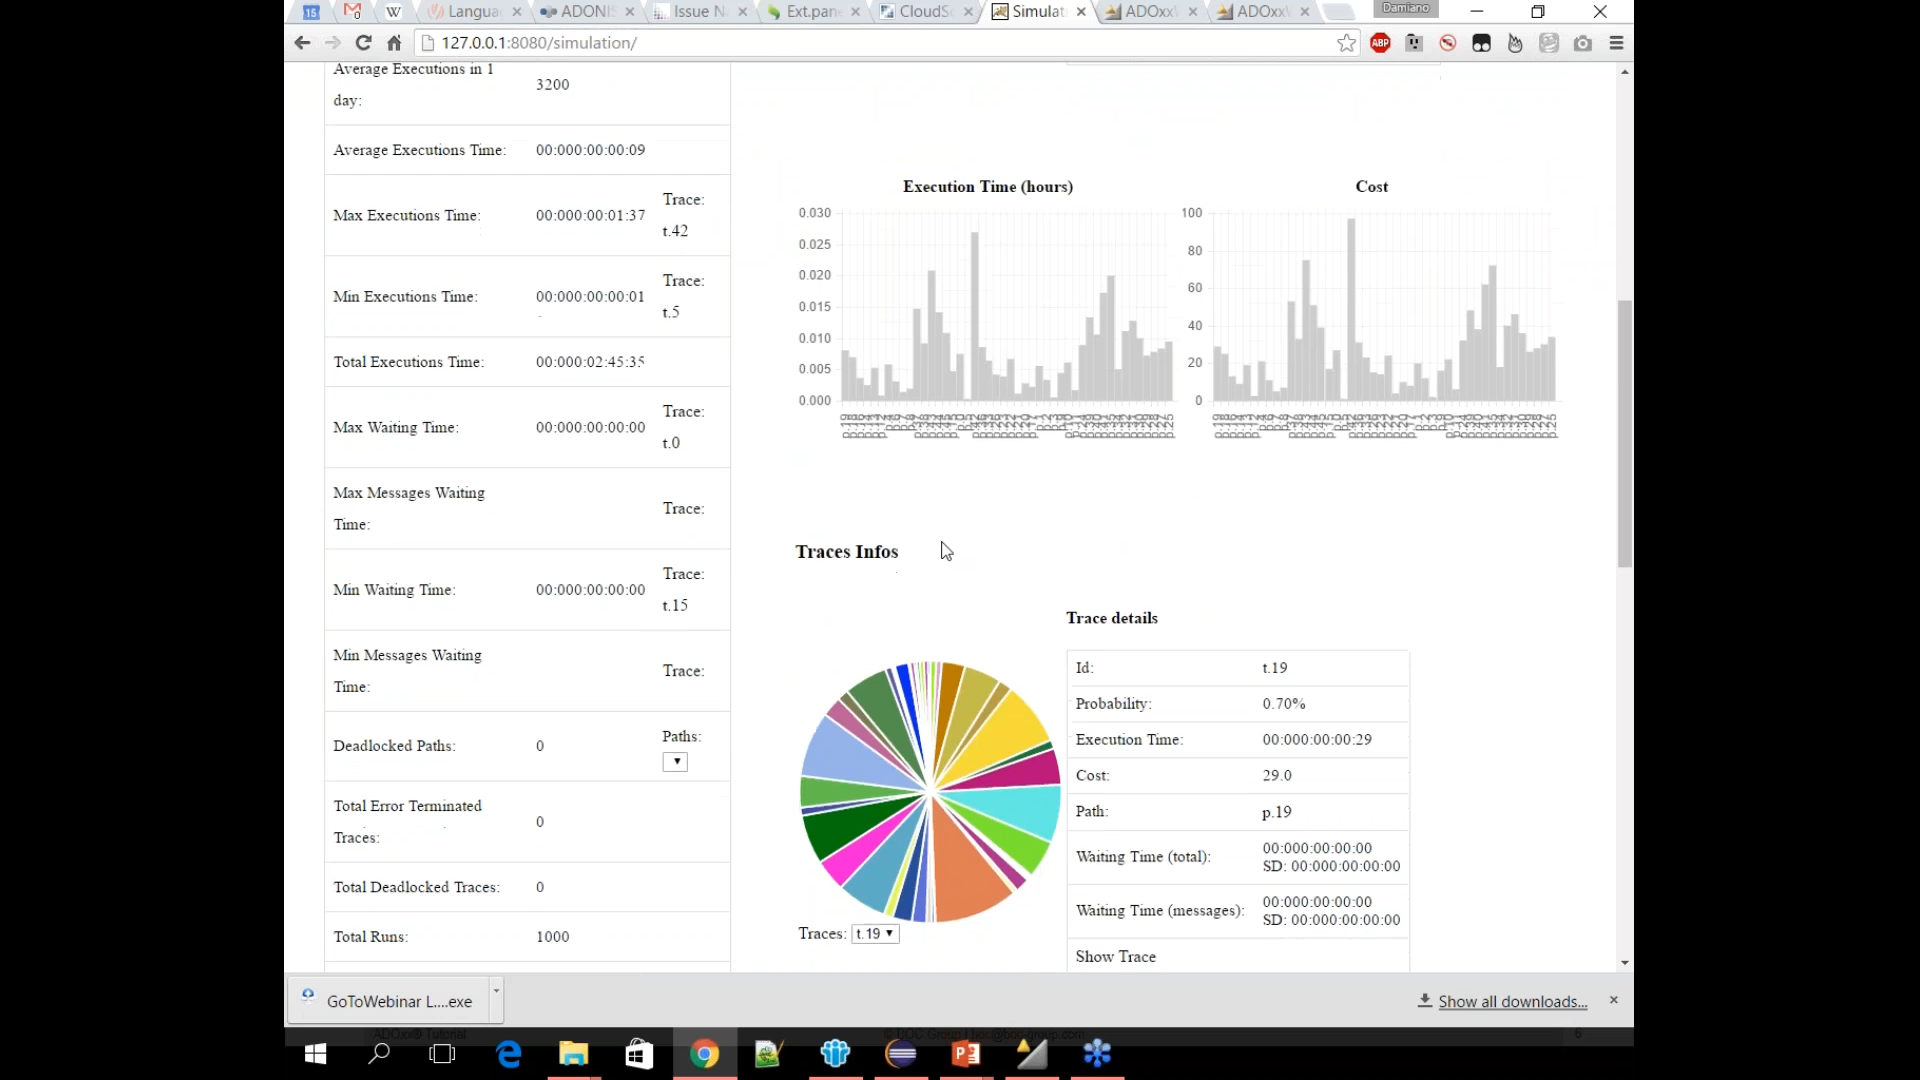 15 M W Langua × ADONIS × Issue N × Ext.pane × CloudSo × Simulat × ADOxxW × ADOxxW × Damiano
127.0.0.1:8080/simulation/ ABP
Average Executions in 1
day:
3200
Average Executions Time: 00:000:00:00:09
Max Executions Time: 00:000:00:01:37
Trace:
t.42
Min Executions Time: 00:000:00:00:01
Trace:
t.5
Total Executions Time: 00:000:02:45:35
Max Waiting Time: 00:000:00:00:00
Trace:
t.0
Max Messages Waiting
Time:
Trace:
Min Waiting Time: 00:000:00:00:00
Trace:
t.15
Min Messages Waiting
Time:
Trace:
Deadlocked Paths: 0
Paths:
Total Error Terminated
Traces:
0
Total Deadlocked Traces: 0
Total Runs: 1000
Execution Time (hours)
0.030
0.025
0.020
0.015
0.010
0.005
0.000
Cost
100
80
60
40
20
0
Traces Infos
Traces: t.19
Trace details
Id: t.19
Probability: 0.70%
Execution Time: 00:000:00:00:29
Cost: 29.0
Path: p.19
Waiting Time (total): 00:000:00:00:00
SD: 00:000:00:00:00
Waiting Time (messages): 00:000:00:00:00
SD: 00:000:00:00:00
Show Trace
GoToWebinar L....exe
Show all downloads...